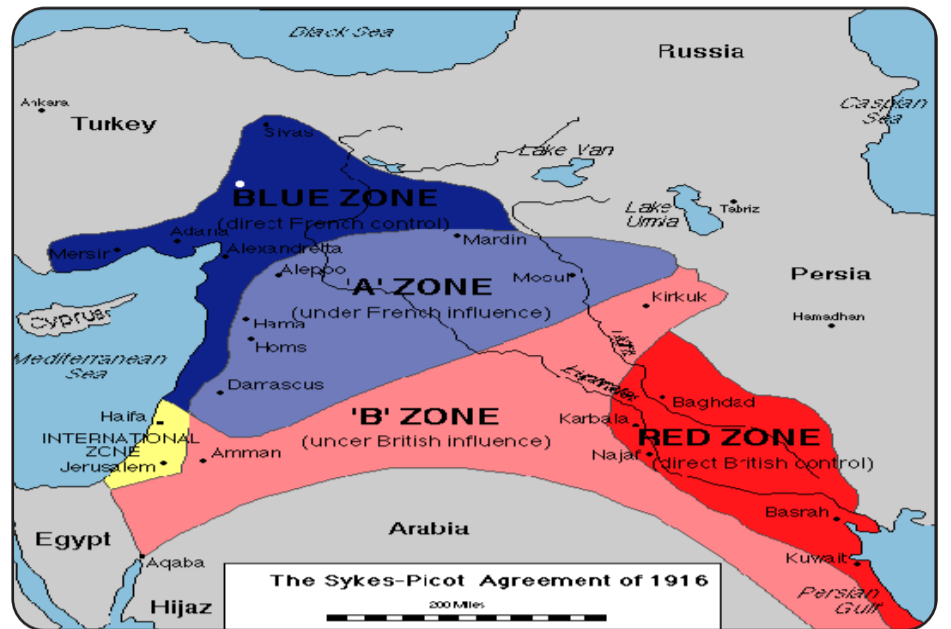 Black Sea
Russia
Ankara
Turkey
Caspian
Sea
Sivas
Lake Van
BLUE ZONE
(direct French control)
Lake
Urmia
Tabriz
Mersin
Adana
Alexandretta
Mardin
Aleppo
'A' ZONE
(under French influence)
Mosul
Persia
Kirkuk
Hamadhan
Cyprus
Hama
Homs
Mediterranean
Sea
Tigris
Damascus
Euphrates
Baghdad
Haifa
'B' ZONE
(under British influence)
Karbala
INTERNATIONAL
ZONE
Jerusalem
Amman
RED ZONE
(direct British control)
Najaf
Basrah
Egypt
Arabia
Aqaba
Kuwait
Hijaz
Persian
Gulf
The Sykes-Picot Agreement of 1916
200 Miles